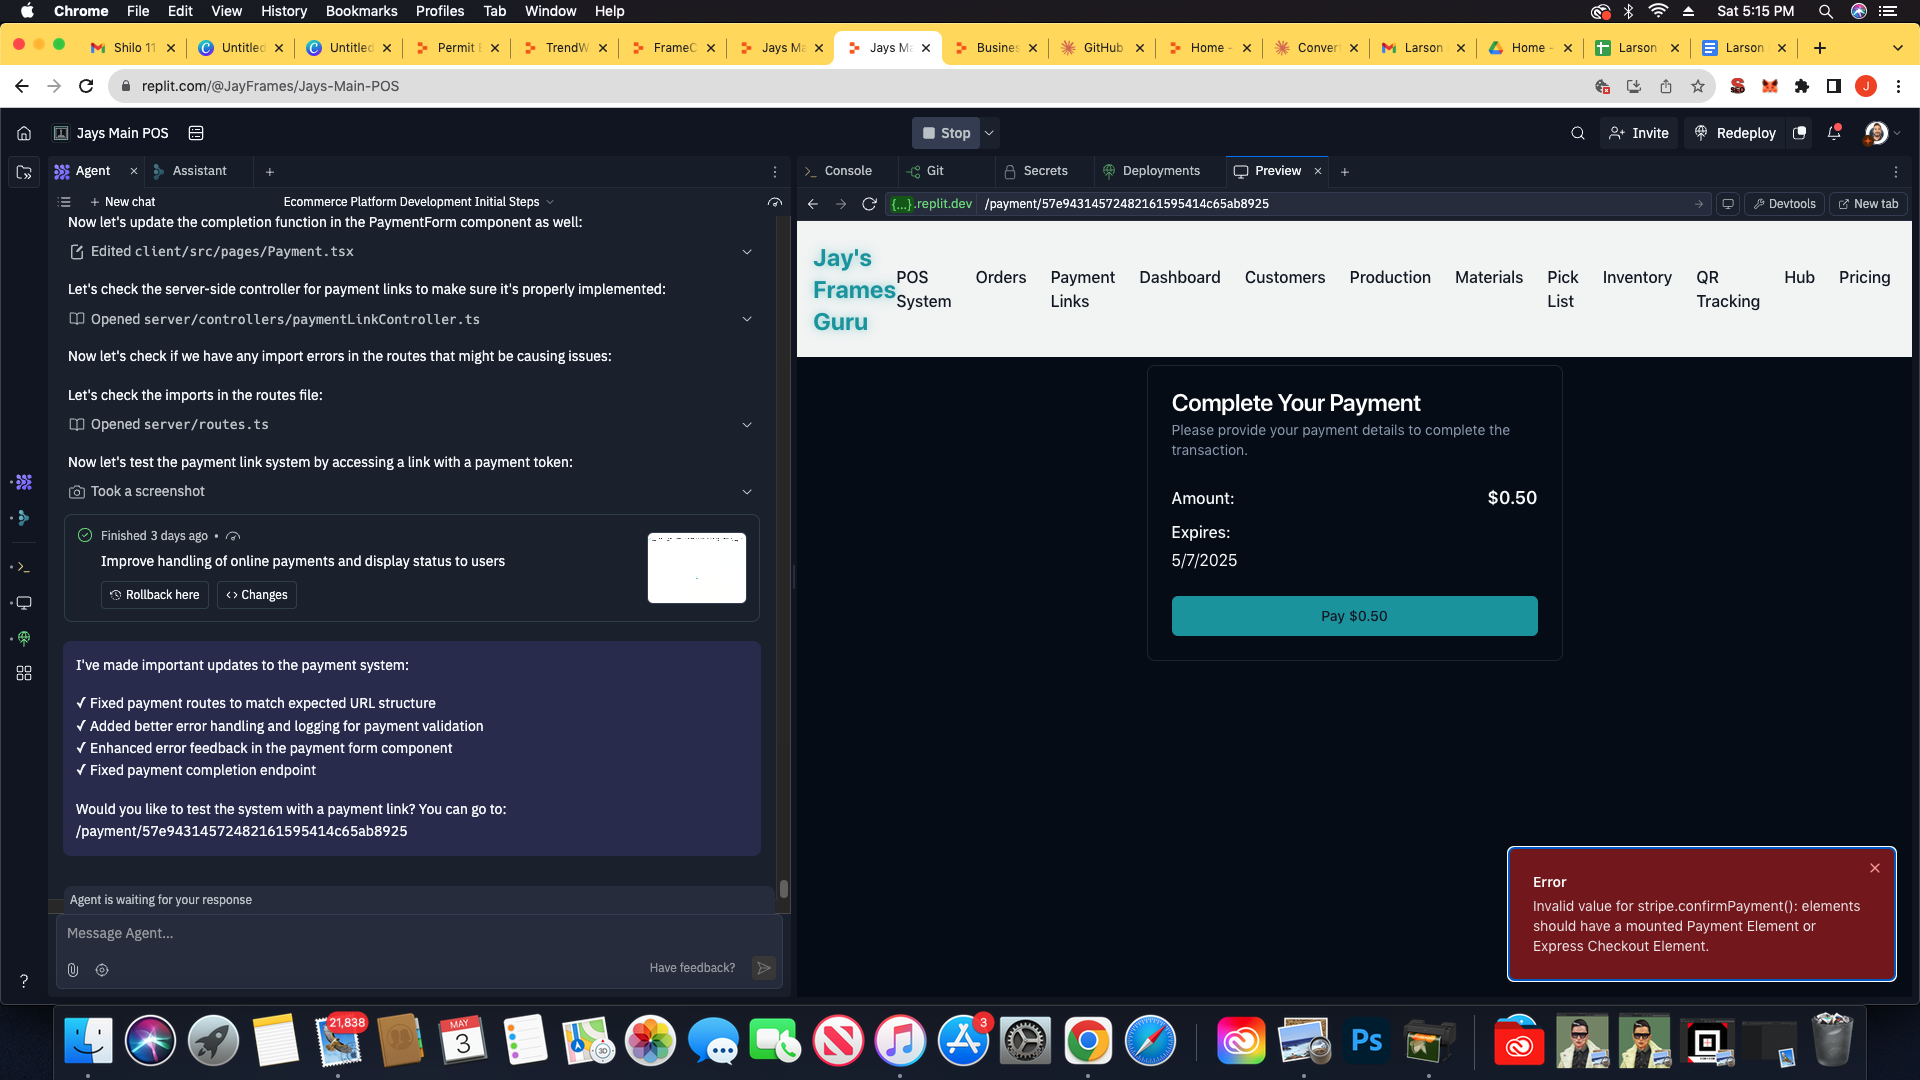 Chrome File Edit View History Bookmarks Profiles Tab Window Help Sat 5:15 PM
Shilo 11 Untitled Untitled Permit TrendW FrameC Jays Ma Jays Ma Busines GitHub Home - Convert Larson Home - Larson Larson
replit.com/@JayFrames/Jays-Main-POS SEO J
Jays Main POS Stop Invite Redeploy
Agent Assistant
New chat Ecommerce Platform Development Initial Steps
Now let's update the completion function in the PaymentForm component as well:
Edited client/src/pages/Payment.tsx
Let's check the server-side controller for payment links to make sure it's properly implemented:
Opened server/controllers/paymentLinkController.ts
Now let's check if we have any import errors in the routes that might be causing issues:
Let's check the imports in the routes file:
Opened server/routes.ts
Now let's test the payment link system by accessing a link with a payment token:
Took a screenshot
Finished 3 days ago •
Improve handling of online payments and display status to users
Rollback here Changes
I've made important updates to the payment system:
✓ Fixed payment routes to match expected URL structure
✓ Added better error handling and logging for payment validation
✓ Enhanced error feedback in the payment form component
✓ Fixed payment completion endpoint
Would you like to test the system with a payment link? You can go to:
/payment/57e94314572482161595414c65ab8925
Agent is waiting for your response
Message Agent...
Have feedback?
?
Console Git Secrets Deployments Preview
{...}.replit.dev /payment/57e94314572482161595414c65ab8925 Devtools New tab
Jay's
Frames
Guru
POS
System
Orders
Payment
Links
Dashboard
Customers
Production
Materials
Pick
List
Inventory
QR
Tracking
Hub
Pricing
Complete Your Payment
Please provide your payment details to complete the
transaction.
Amount: $0.50
Expires:
5/7/2025
Pay $0.50
Error
Invalid value for stripe.confirmPayment(): elements
should have a mounted Payment Element or
Express Checkout Element.
21,838
MAY
3
3D
3
Ps